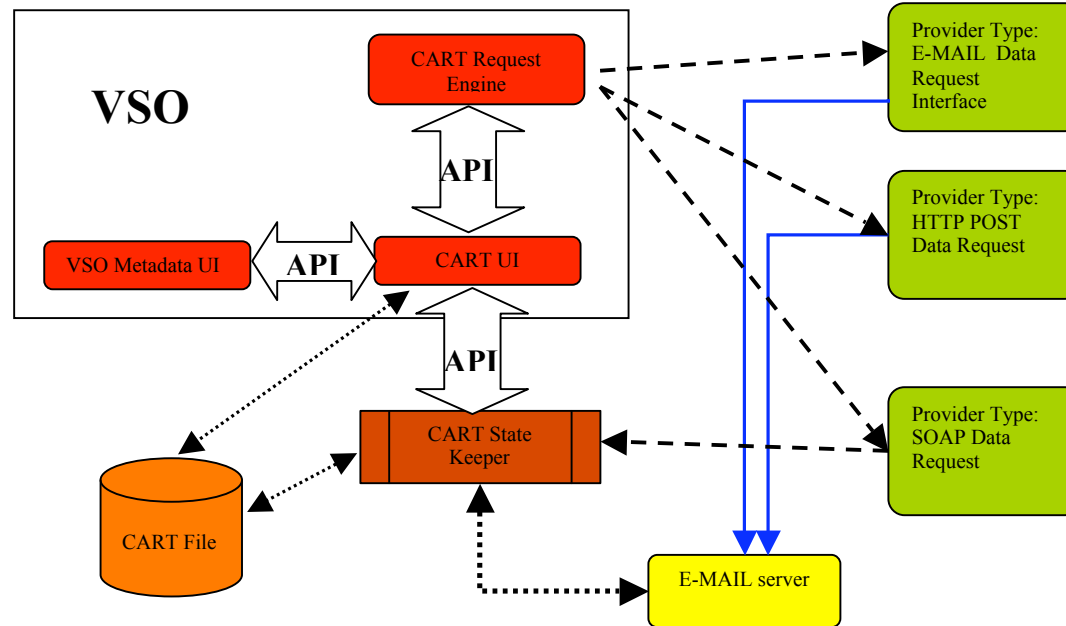 VSO
CART Request
Engine
API
VSO Metadata UI
API
CART UI
API
CART State
Keeper
CART File
E-MAIL server
Provider Type:
E-MAIL Data
Request
Interface
Provider Type:
HTTP POST
Data Request
Provider Type:
SOAP Data
Request